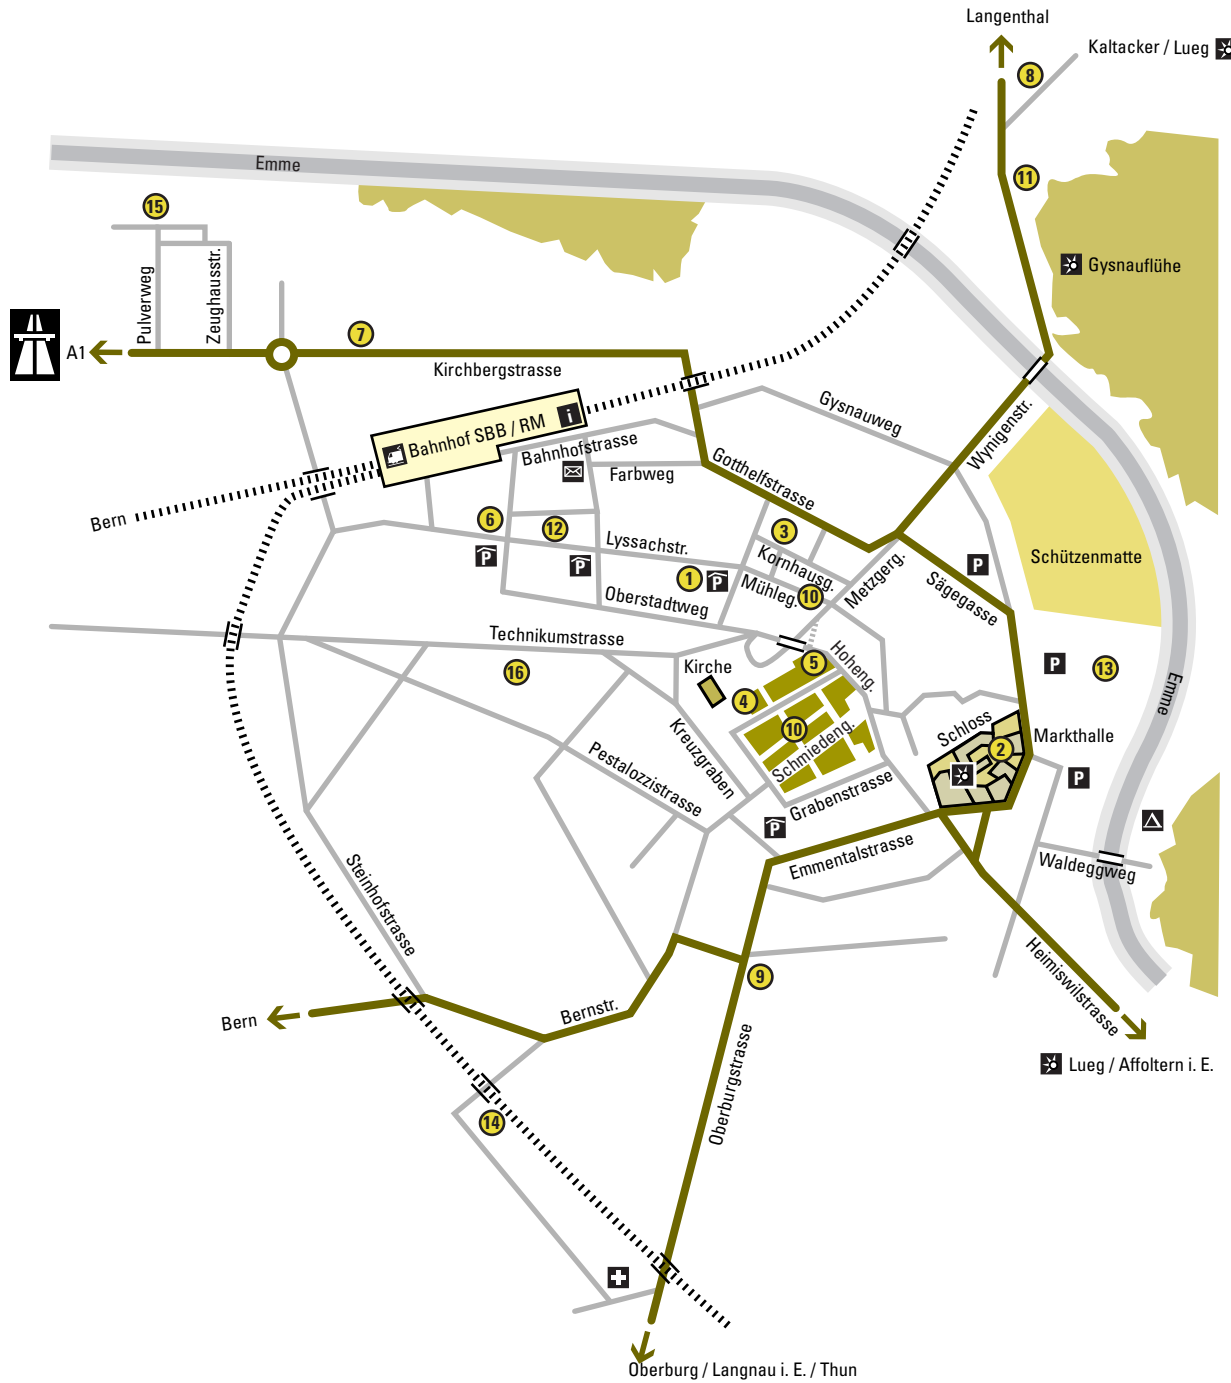 Langenthal
Kaltacker / Lueg
8
Emme
11
15
Gysnauflühe
Pulverweg
Zeughausstr.
7
A1
Kirchbergstrasse
i
Bahnhof SBB / RM
Gysnauweg
Wynigenstr.
Bahnhofstrasse
Farbweg
Gotthelfstrasse
Bern
6
12
3
Lyssachstr.
Kornhausg.
Metzgerg.
Schützenmatte
P
P
P
1
P
Mühleg.
10
Sägegasse
Oberstadtweg
Technikumstrasse
Hoheng.
Kirche
5
P
13
16
4
Emme
10
Schloss
Markthalle
2
Kreuzgraben
Schmiedeng.
Pestalozzistrasse
P
Grabenstrasse
P
Emmentalstrasse
Waldeggweg
Steinhofstrasse
Heimiswilstrasse
9
Bern
Bernstr.
Lueg / Affoltern i. E.
Oberburgstrasse
14
Oberburg / Langnau i. E. / Thun